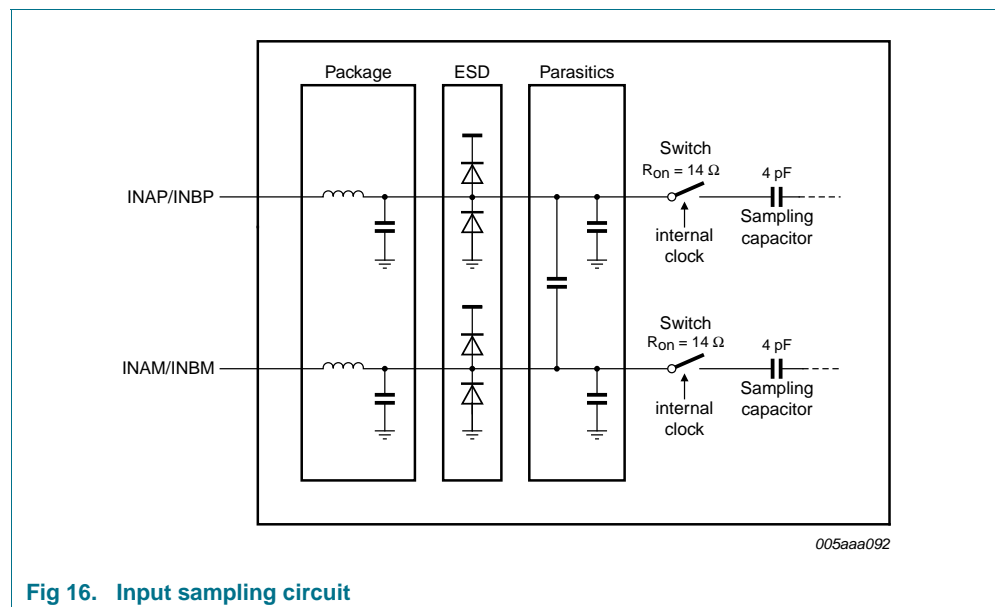 Package ESD Parasitics
Switch
Ron = 14 Ω
4 pF
INAP/INBP
internal
clock
Sampling
capacitor
Switch
Ron = 14 Ω
4 pF
INAM/INBM
internal
clock
Sampling
capacitor
005aaa092
Fig 16. Input sampling circuit